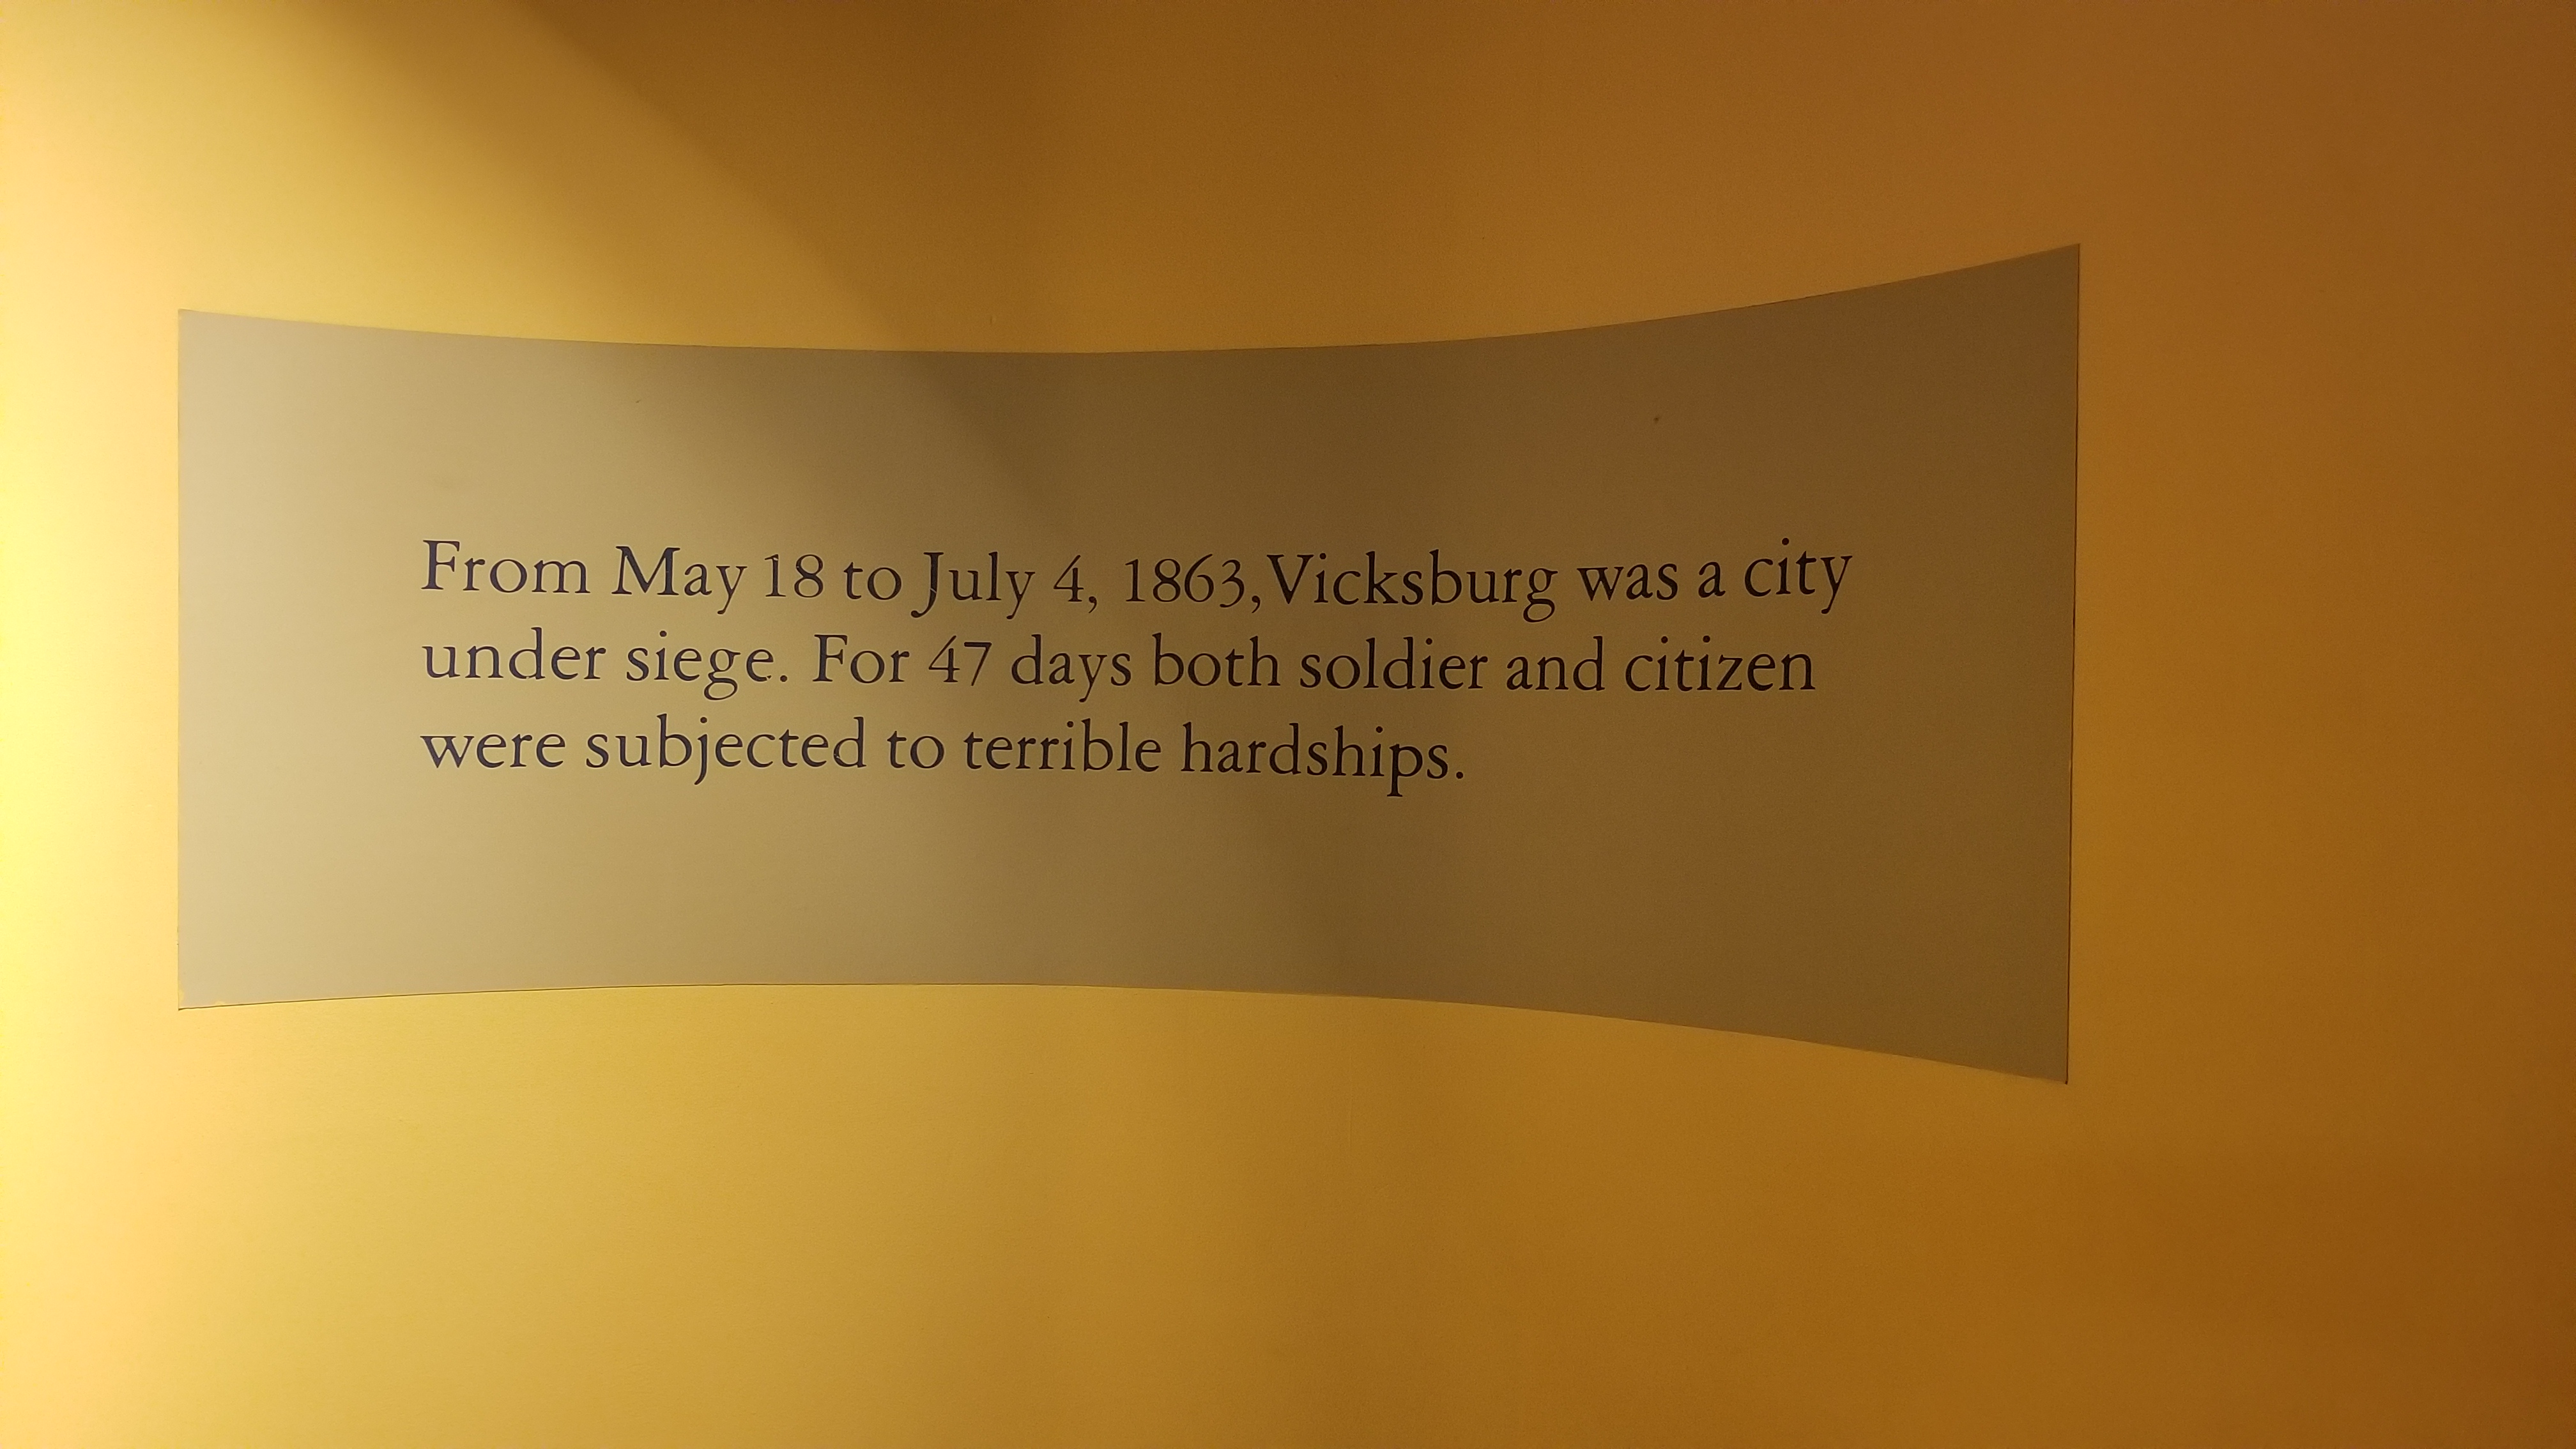 From May 18 to July 4, 1863, Vicksburg was a city
under siege. For 47 days both soldier and citizen
were subjected to terrible hardships.